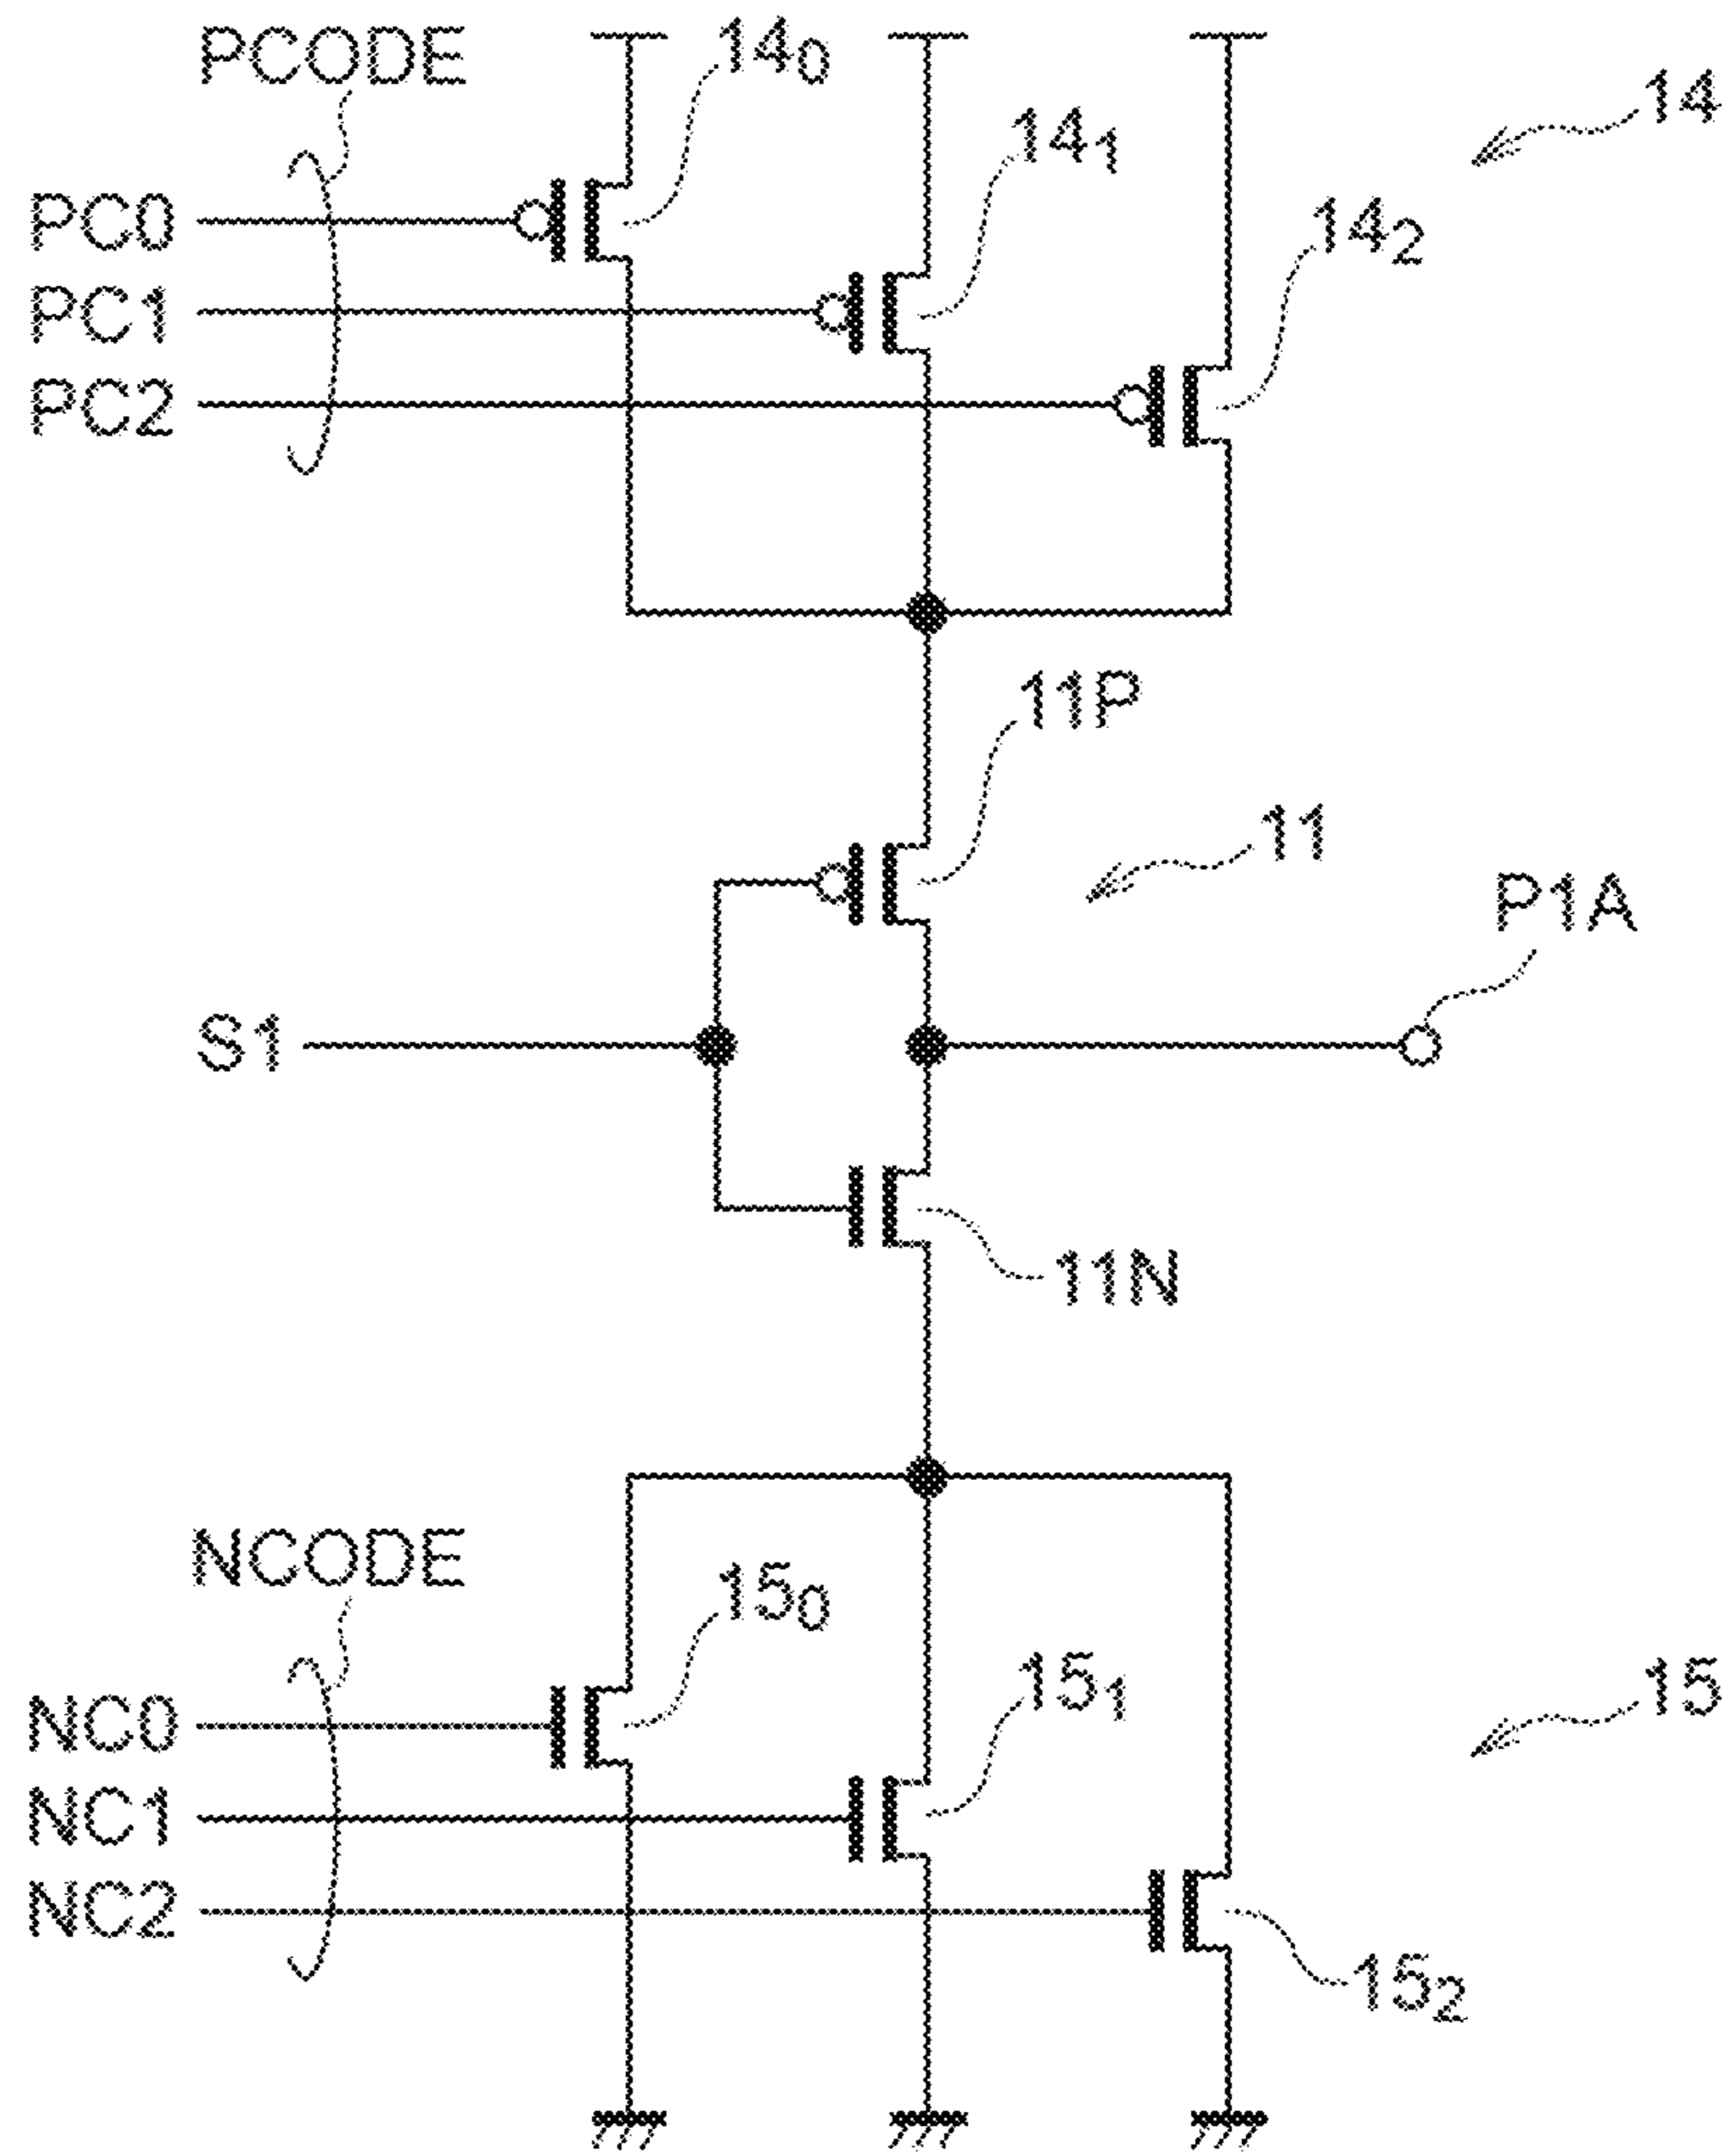 PCODE
14₀
14₁
14
PC0
14₂
PC1
PC2
11P
11
P1A
S1
11N
NCODE
15₀
15₁
15
NC0
NC1
NC2
15₂